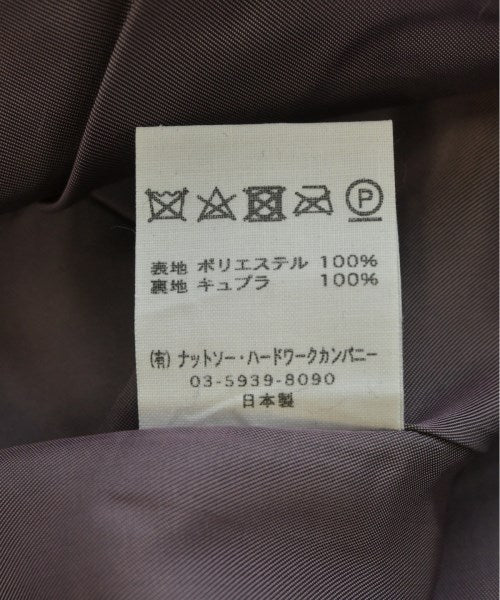 P
表地 ポリエステル 100%
裏地 キュプラ 100%
(有) ナットソー・ハードワークカンパニー
03-5939-8090
日本製